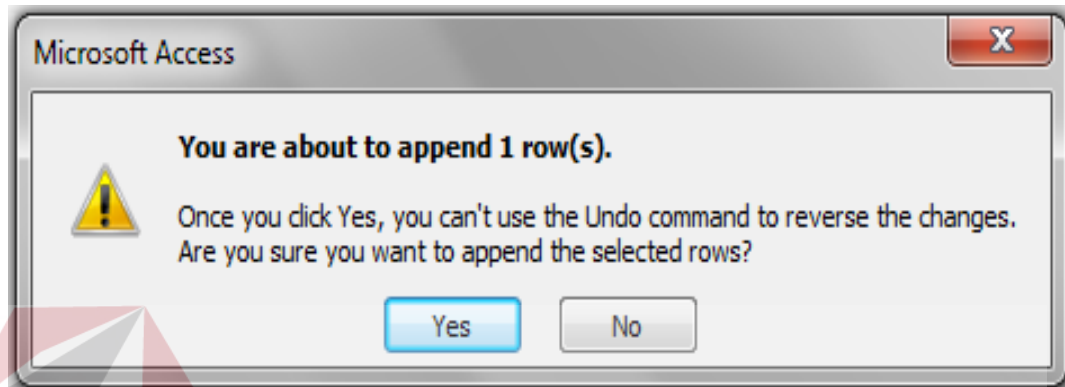 Microsoft Access
You are about to append 1 row(s).
Once you click Yes, you can't use the Undo command to reverse the changes.
Are you sure you want to append the selected rows?
Yes
No